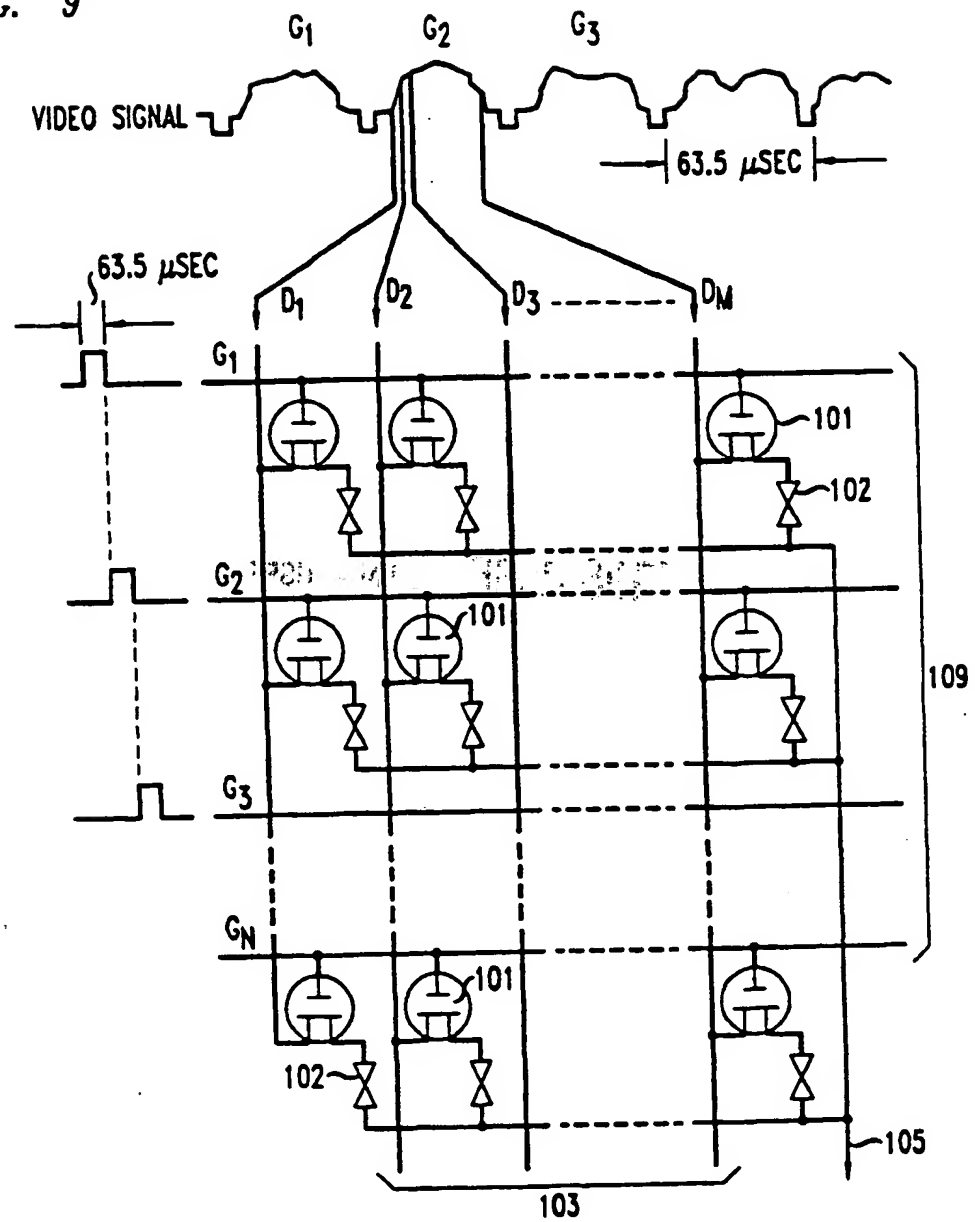 G. 9
G1 G2 G3
VIDEO SIGNAL
63.5 μSEC
63.5 μSEC
D1 D2 D3 DM
G1
101
102
G2
101
109
G3
GN
101
102
105
103